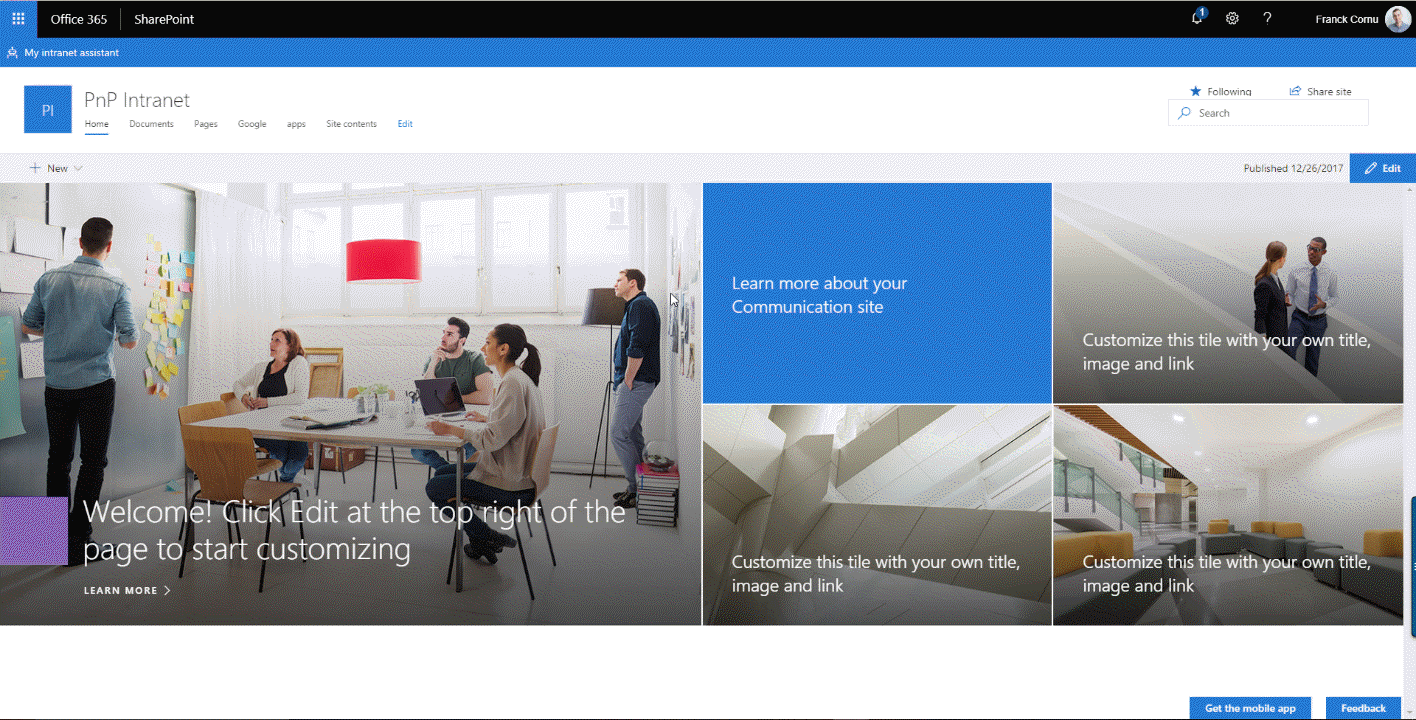 Office 365
SharePoint
1
Franck Cornu
My intranet assistant
PI
PnP Intranet
Following
Share site
Home
Documents
Pages
Google
apps
Site contents
Edit
Search
New
Published 12/26/2017
Edit
Welcome! Click Edit at the top right of the
page to start customizing
LEARN MORE
Learn more about your
Communication site
Customize this tile with your own title,
image and link
Customize this tile with your own title,
image and link
Customize this tile with your own title,
image and link
Get the mobile app
Feedback